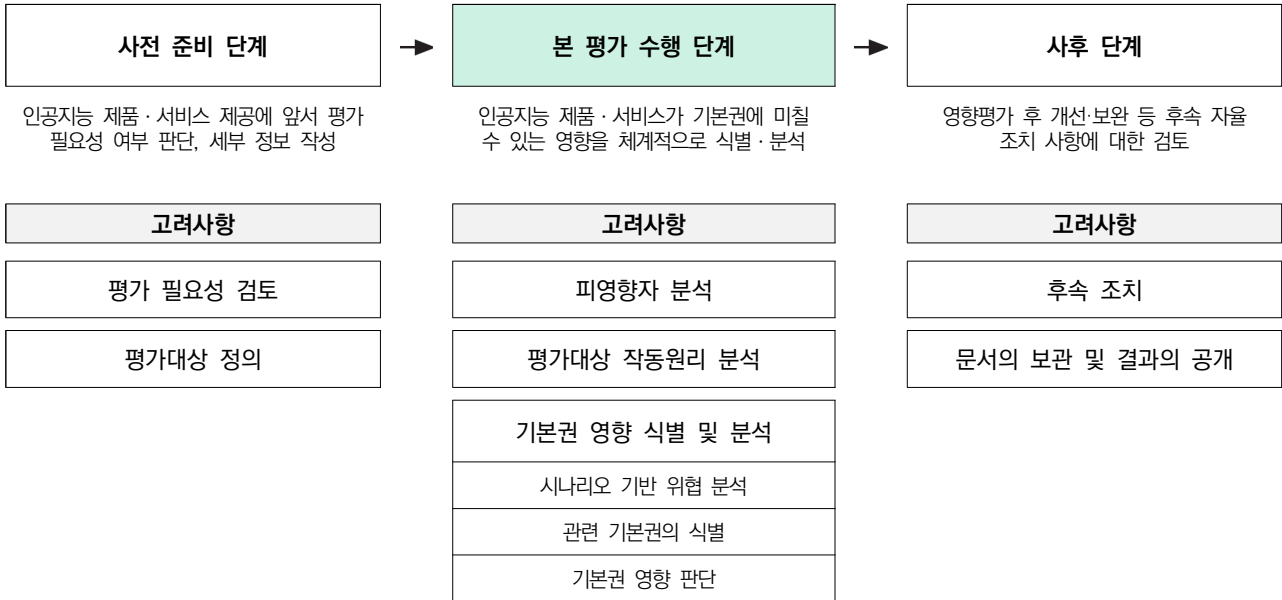 사전 준비 단계
인공지능 제품 · 서비스 제공에 앞서 평가
필요성 여부 판단, 세부 정보 작성
고려사항
평가 필요성 검토
평가대상 정의
본 평가 수행 단계
인공지능 제품 · 서비스가 기본권에 미칠
수 있는 영향을 체계적으로 식별 · 분석
고려사항
피영향자 분석
평가대상 작동원리 분석
기본권 영향 식별 및 분석
시나리오 기반 위협 분석
관련 기본권의 식별
기본권 영향 판단
사후 단계
영향평가 후 개선·보완 등 후속 자율
조치 사항에 대한 검토
고려사항
후속 조치
문서의 보관 및 결과의 공개